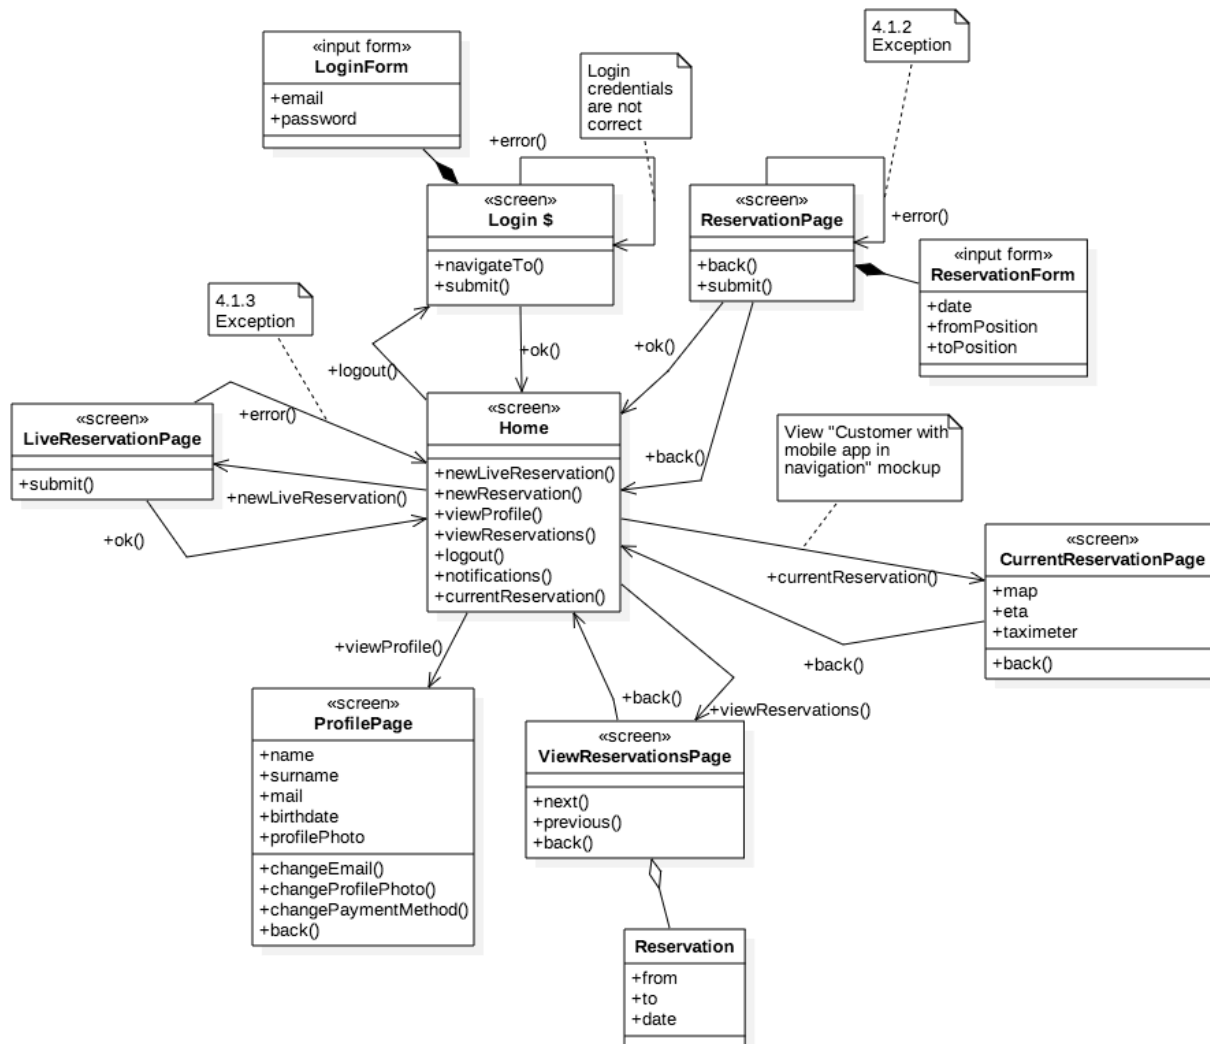 «input form»
LoginForm
+email
+password
Login
credentials
are not
correct
4.1.2
Exception
+error()
«screen»
Login $
+navigateTo()
+submit()
«screen»
ReservationPage
+back()
+submit()
+error()
«input form»
ReservationForm
+date
+fromPosition
+toPosition
4.1.3
Exception
+logout()
+ok()
+ok()
+back()
«screen»
LiveReservationPage
+submit()
+error()
+newLiveReservation()
+ok()
«screen»
Home
+newLiveReservation()
+newReservation()
+viewProfile()
+viewReservations()
+logout()
+notifications()
+currentReservation()
View "Customer with
mobile app in
navigation" mockup
+currentReservation()
«screen»
CurrentReservationPage
+map
+eta
+taximeter
+back()
+back()
+viewProfile()
+back()
+viewReservations()
«screen»
ProfilePage
+name
+surname
+mail
+birthdate
+profilePhoto
+changeEmail()
+changeProfilePhoto()
+changePaymentMethod()
+back()
«screen»
ViewReservationsPage
+next()
+previous()
+back()
Reservation
+from
+to
+date